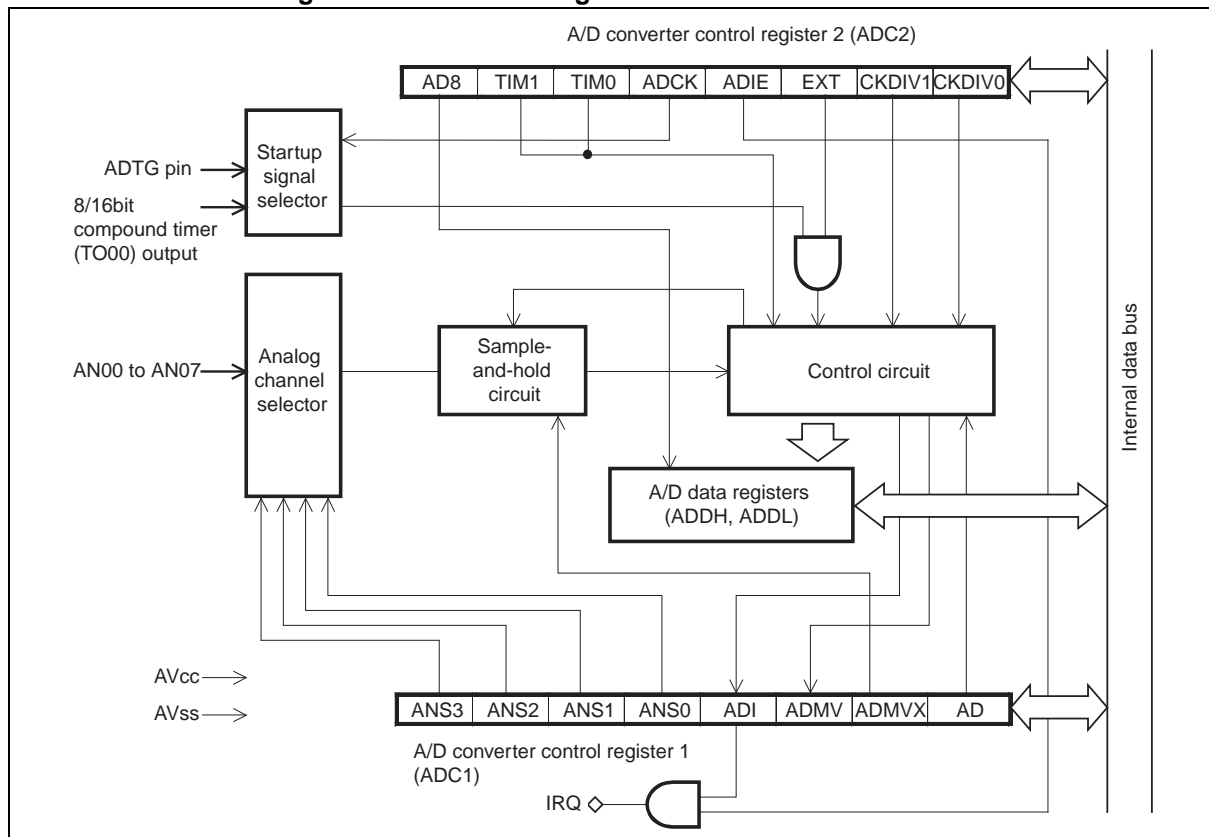 A/D converter control register 2 (ADC2)
AD8 TIM1 TIM0 ADCK ADIE EXT CKDIV1 CKDIV0
Startup
signal
selector
ADTG pin
8/16bit
compound timer
(TO00) output
Analog
channel
selector
AN00 to AN07
Sample-
and-hold
circuit
Control circuit
Internal data bus
A/D data registers
(ADDH, ADDL)
AVcc
AVss
ANS3 ANS2 ANS1 ANS0 ADI ADMV ADMVX AD
A/D converter control register 1
(ADC1)
IRQ